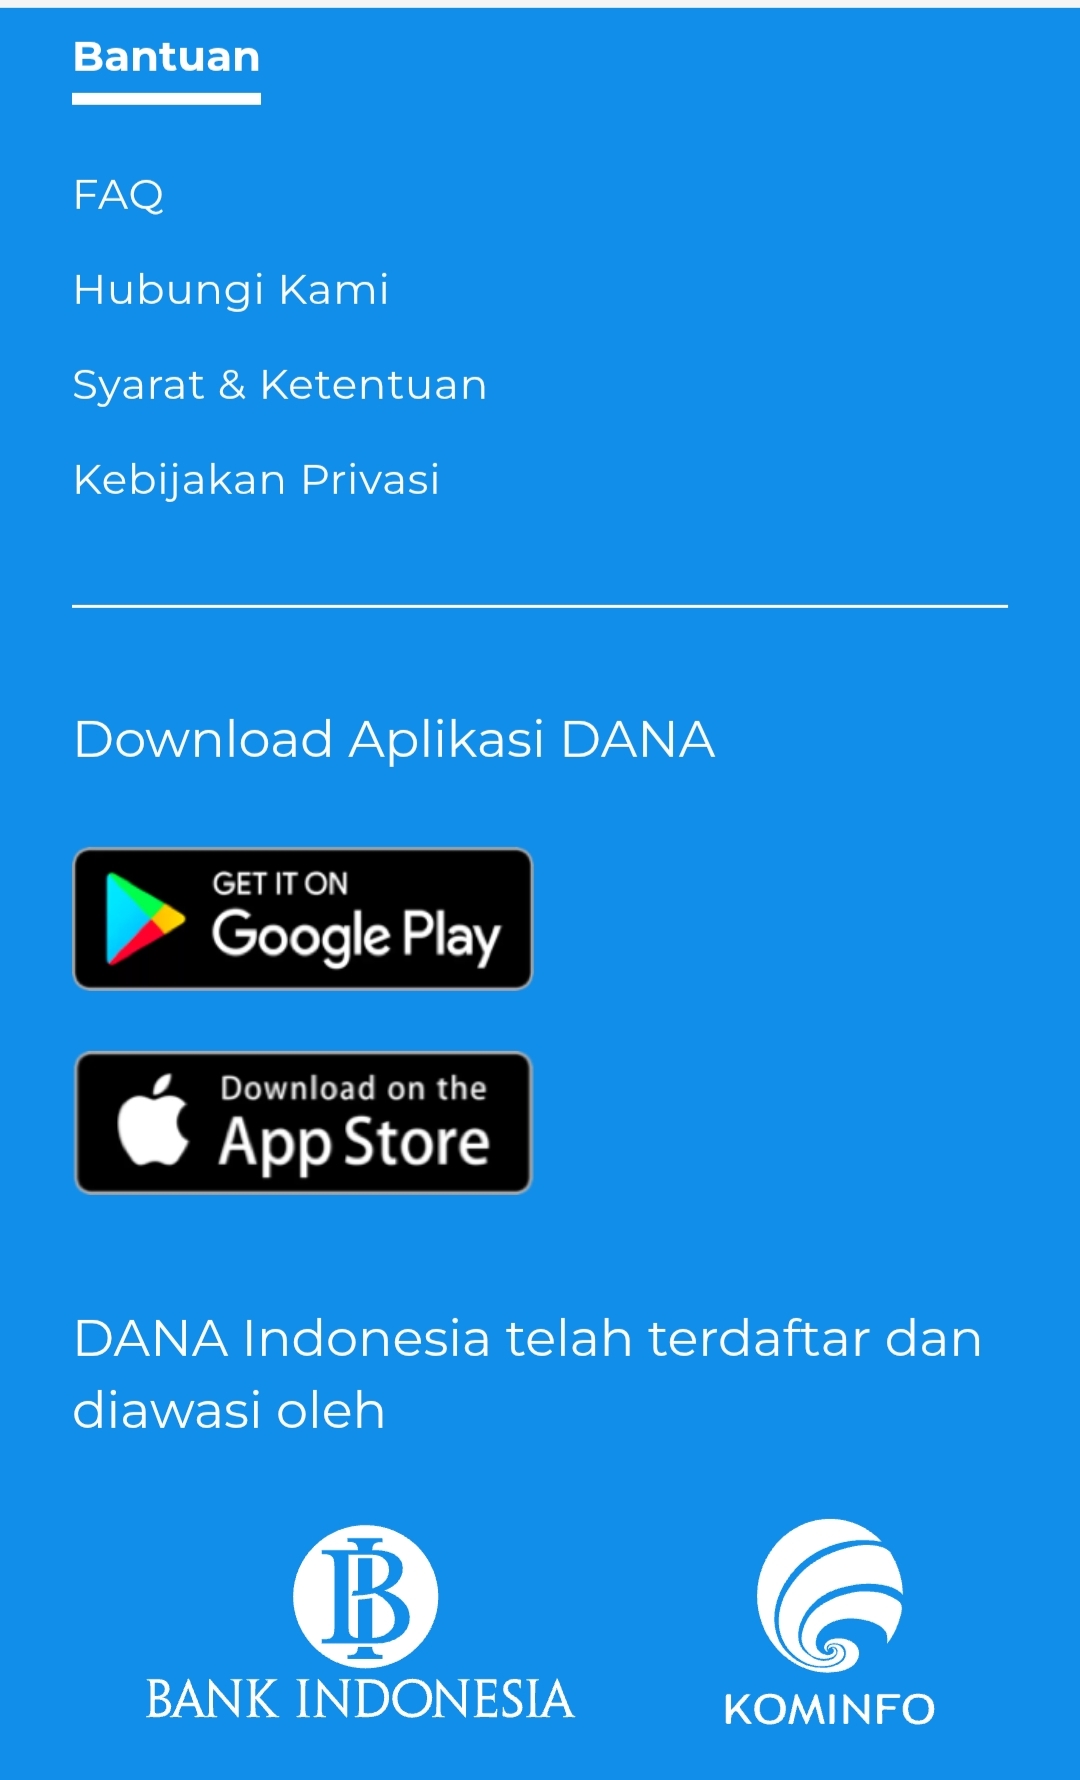 Bantuan
FAQ
Hubungi Kami
Syarat & Ketentuan
Kebijakan Privasi
Download Aplikasi DANA
GET IT ON
Google Play
Download on the
App Store
DANA Indonesia telah terdaftar dan
diawasi oleh
BANK INDONESIA
KOMINFO